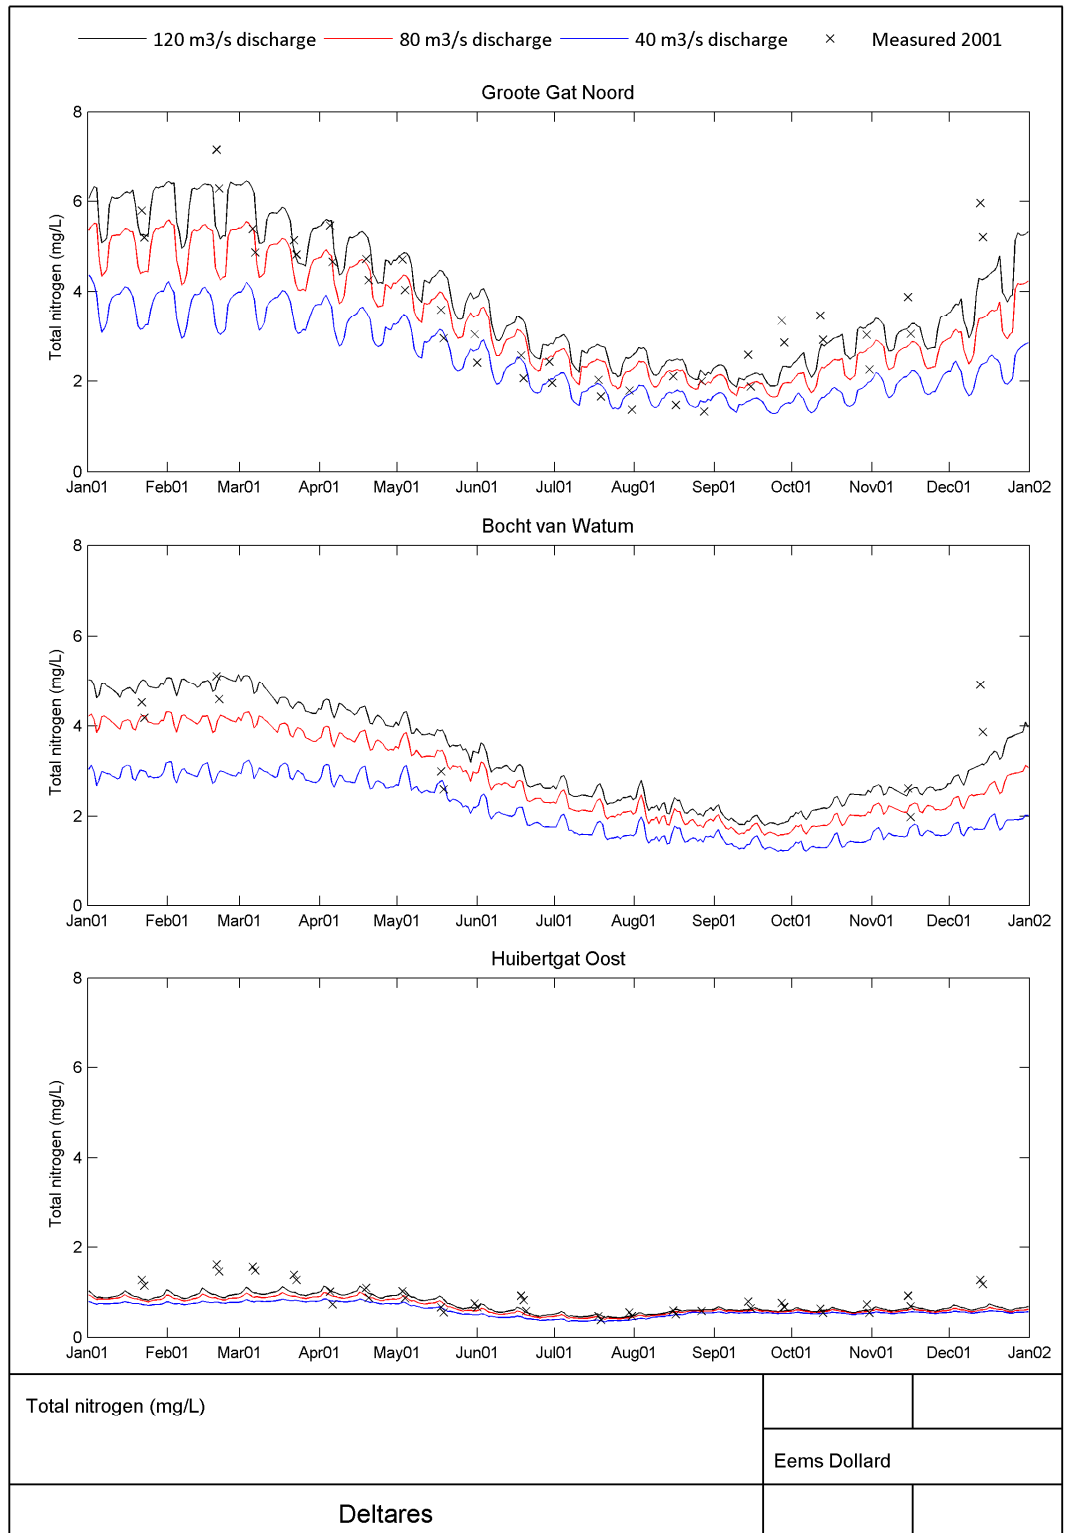 120 m3/s discharge 80 m3/s discharge 40 m3/s discharge × Measured 2001
Groote Gat Noord
Total nitrogen (mg/L)
8
6
4
2
0
Jan01 Feb01 Mar01 Apr01 May01 Jun01 Jul01 Aug01 Sep01 Oct01 Nov01 Dec01 Jan02
Bocht van Watum
Total nitrogen (mg/L)
8
6
4
2
0
Jan01 Feb01 Mar01 Apr01 May01 Jun01 Jul01 Aug01 Sep01 Oct01 Nov01 Dec01 Jan02
Huibertgat Oost
Total nitrogen (mg/L)
8
6
4
2
0
Jan01 Feb01 Mar01 Apr01 May01 Jun01 Jul01 Aug01 Sep01 Oct01 Nov01 Dec01 Jan02
Total nitrogen (mg/L)
Eems Dollard
Deltares